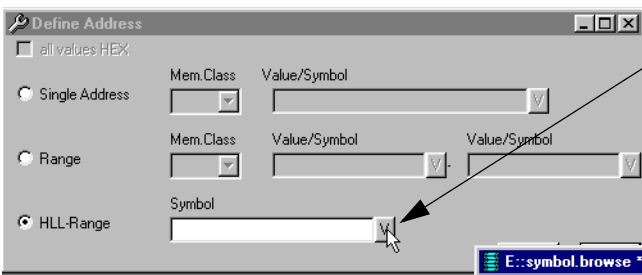 Define Address
all values HEX
Mem.Class Value/Symbol
Single Address V
Mem.Class Value/Symbol Value/Symbol
Range V - V
Symbol
HLL-Range V
E::symbol.browse *